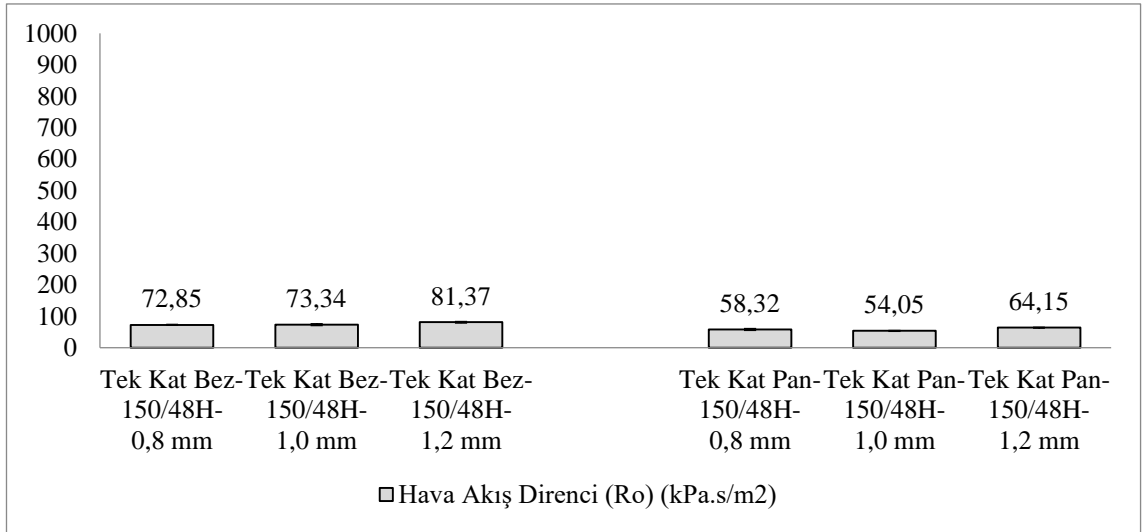 1000
900
800
700
600
500
400
300
200
100
0
72,85
73,34
81,37
58,32
54,05
64,15
Tek Kat Bez-
150/48H-
0,8 mm
Tek Kat Bez-
150/48H-
1,0 mm
Tek Kat Bez-
150/48H-
1,2 mm
Tek Kat Pan-
150/48H-
0,8 mm
Tek Kat Pan-
150/48H-
1,0 mm
Tek Kat Pan-
150/48H-
1,2 mm
Hava Akış Direnci (Ro) (kPa.s/m2)